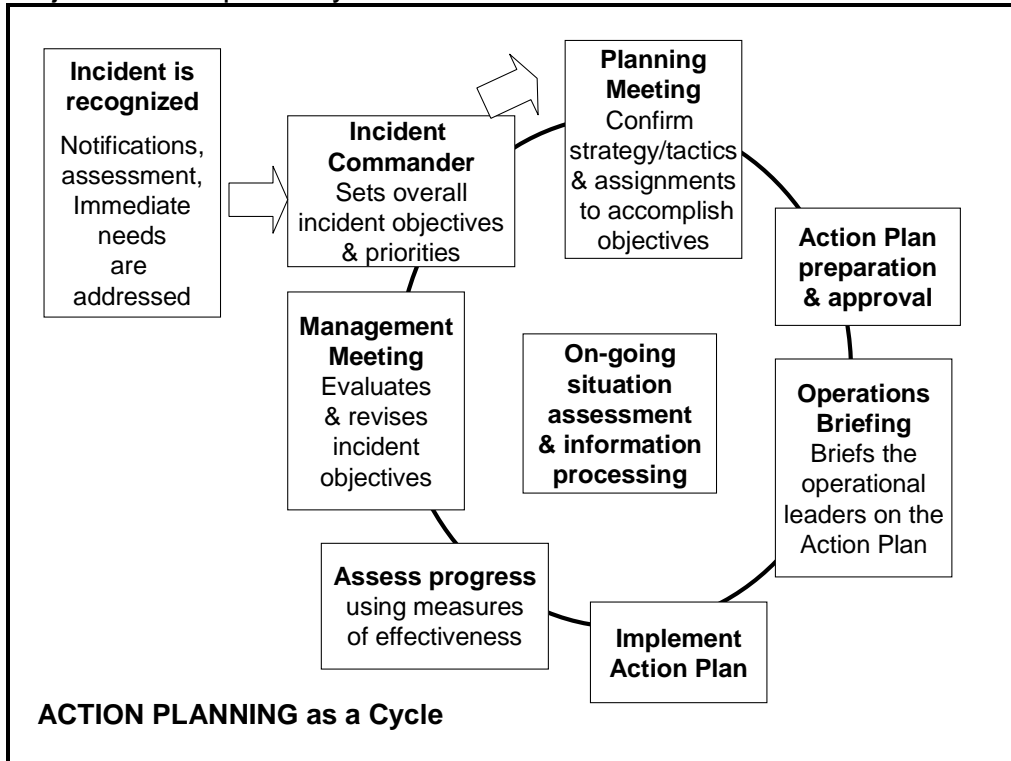 Incident is
recognized
Notifications,
assessment,
Immediate
needs
are
addressed
Incident
Commander
Sets overall
incident objectives
& priorities
Planning
Meeting
Confirm
strategy/tactics
& assignments
to accomplish
objectives
Action Plan
preparation
& approval
Operations
Briefing
Briefs the
operational
leaders on the
Action Plan
Implement
Action Plan
Assess progress
using measures
of effectiveness
Management
Meeting
Evaluates
& revises
incident
objectives
On-going
situation
assessment
& information
processing
ACTION PLANNING as a Cycle